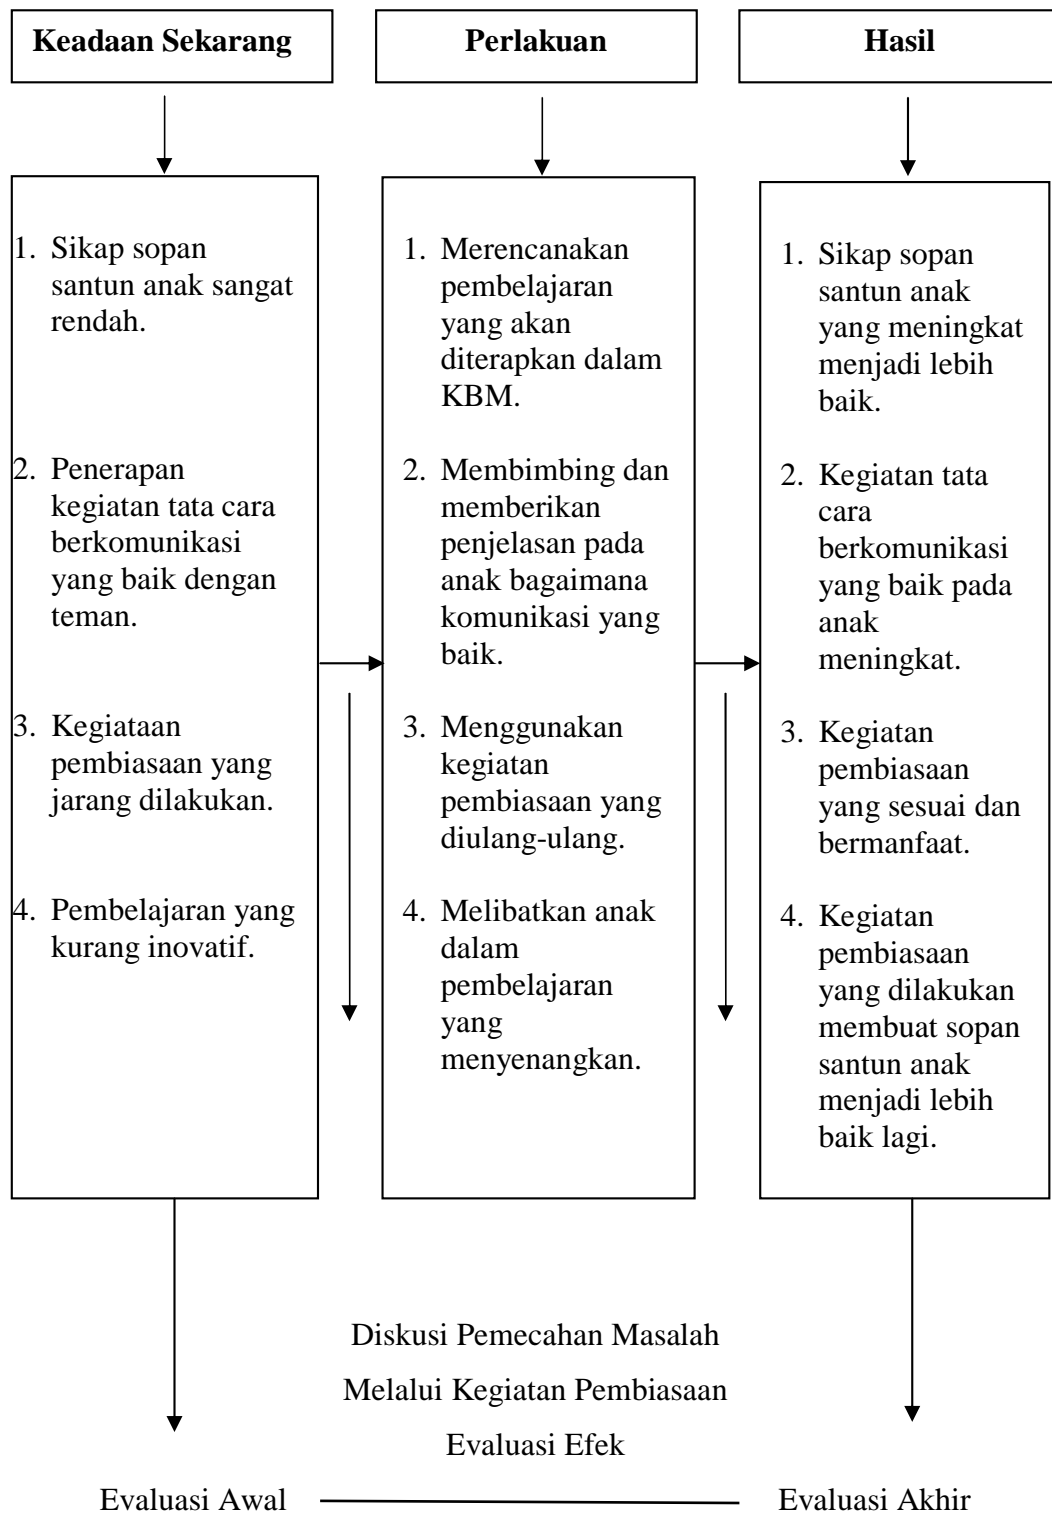 Keadaan Sekarang
Perlakuan
Hasil
1. Sikap sopan
santun anak sangat
rendah.
2. Penerapan
kegiatan tata cara
berkomunikasi
yang baik dengan
teman.
3. Kegiataan
pembiasaan yang
jarang dilakukan.
4. Pembelajaran yang
kurang inovatif.
1. Merencanakan
pembelajaran
yang akan
diterapkan dalam
KBM.
2. Membimbing dan
memberikan
penjelasan pada
anak bagaimana
komunikasi yang
baik.
3. Menggunakan
kegiatan
pembiasaan yang
diulang-ulang.
4. Melibatkan anak
dalam
pembelajaran
yang
menyenangkan.
1. Sikap sopan
santun anak
yang meningkat
menjadi lebih
baik.
2. Kegiatan tata
cara
berkomunikasi
yang baik pada
anak
meningkat.
3. Kegiatan
pembiasaan
yang sesuai dan
bermanfaat.
4. Kegiatan
pembiasaan
yang dilakukan
membuat sopan
santun anak
menjadi lebih
baik lagi.
Diskusi Pemecahan Masalah
Melalui Kegiatan Pembiasaan
Evaluasi Efek
Evaluasi Awal
Evaluasi Akhir